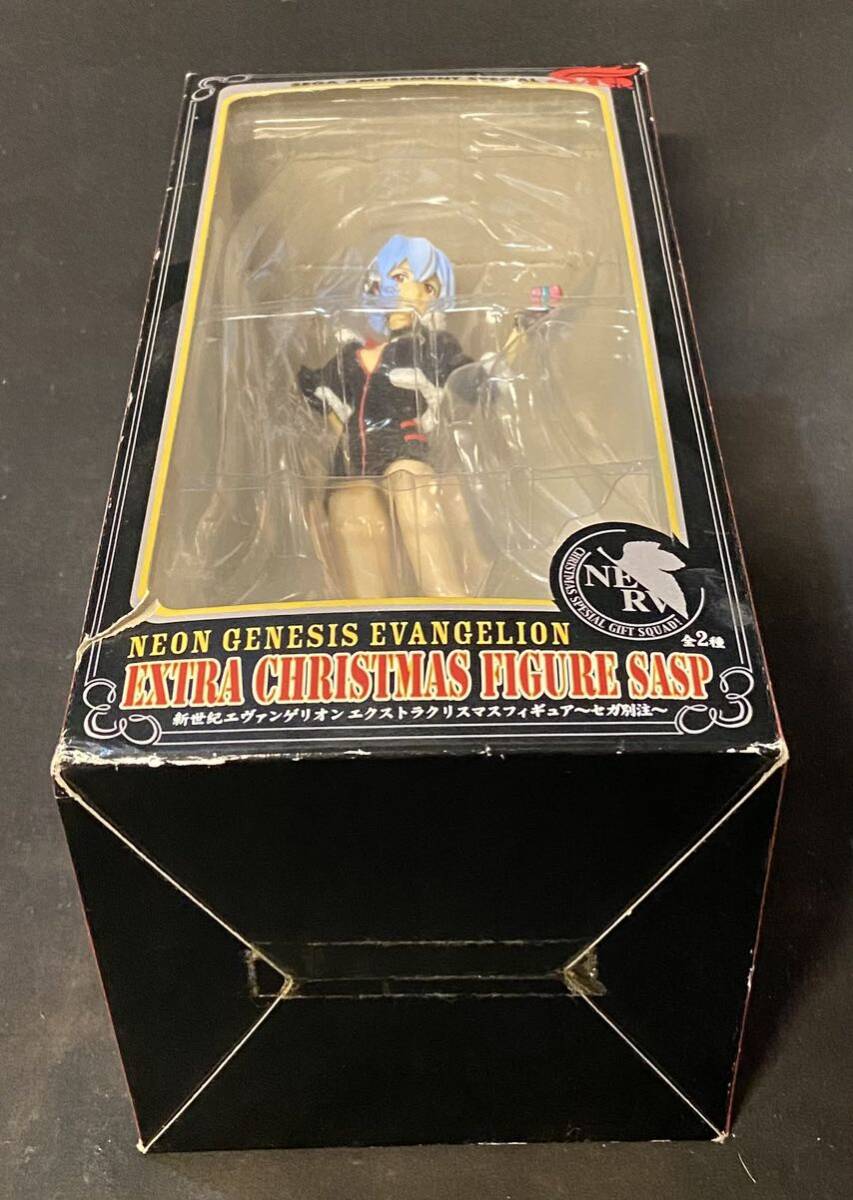 NERV
CHRISTMAS SPESIAL GIFT SQUAD!
全2種
NEON GENESIS EVANGELION
EXTRA CHRISTMAS FIGURE SASP
新世紀エヴァンゲリオン エクストラクリスマスフィギュア〜セガ別注〜